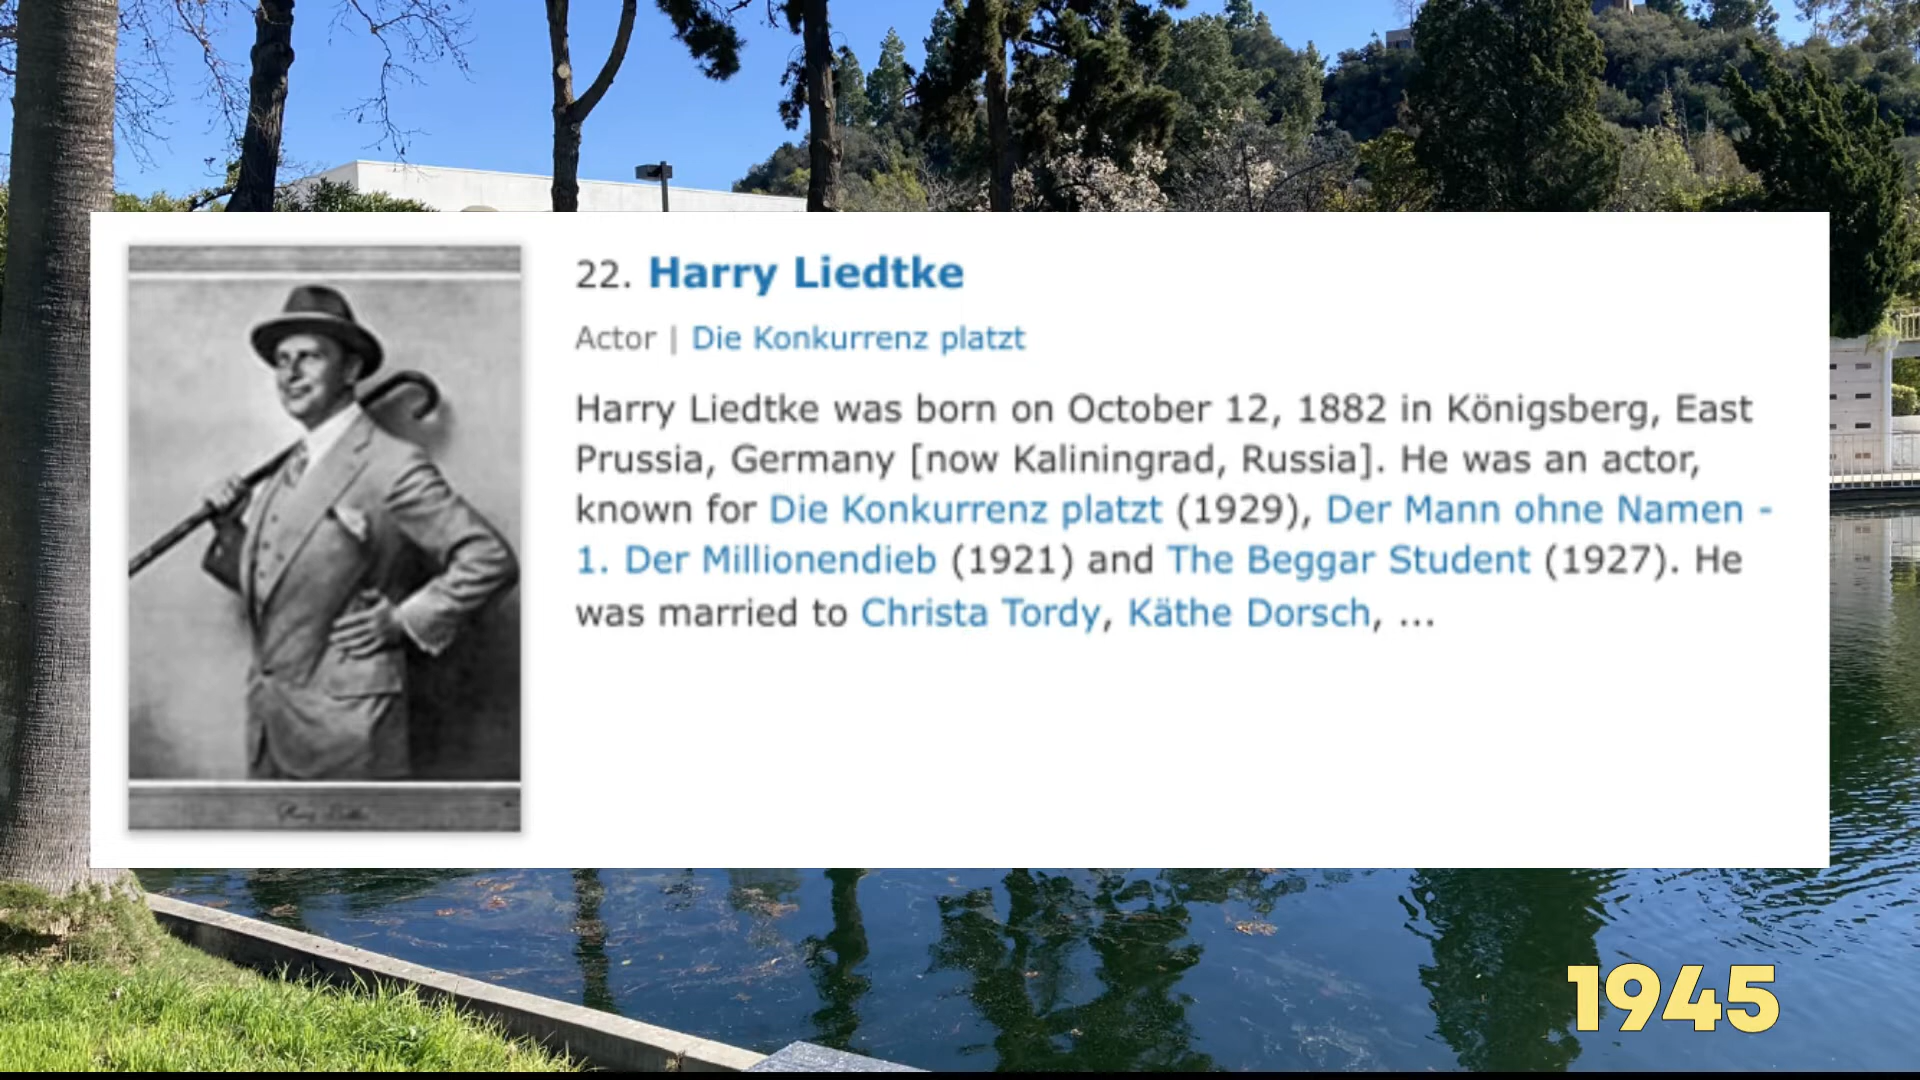 22. Harry Liedtke
Actor | Die Konkurrenz platzt
Harry Liedtke was born on October 12, 1882 in Königsberg, East
Prussia, Germany [now Kaliningrad, Russia]. He was an actor,
known for Die Konkurrenz platzt (1929), Der Mann ohne Namen -
1. Der Millionendieb (1921) and The Beggar Student (1927). He
was married to Christa Tordy, Käthe Dorsch, ...
1945